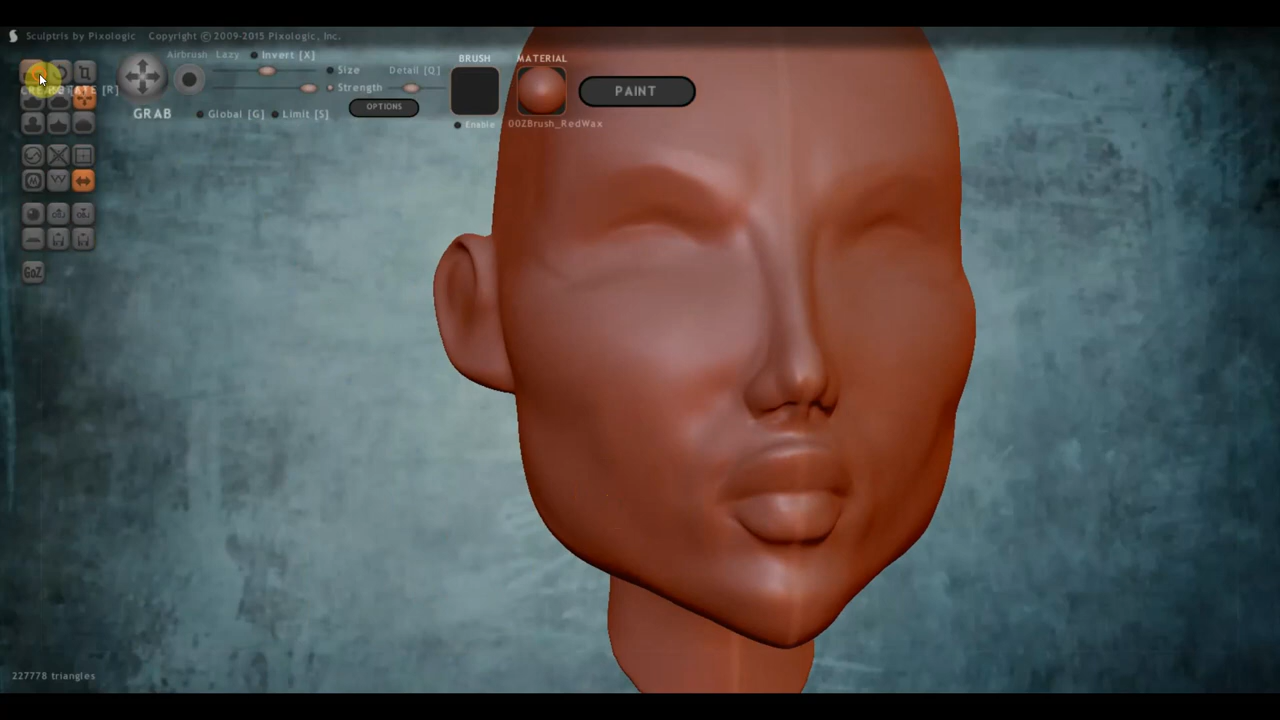 Sculptris by Pixologic Copyright © 2009-2015 Pixologic, Inc.
Airbrush Lazy Invert [X]
Size Detail [Q]
Strength
OPTIONS
GRAB Global [G] Limit [S]
BRUSH
Enable
MATERIAL
00ZBrush_RedWax
PAINT
[R]
GoZ
227778 triangles